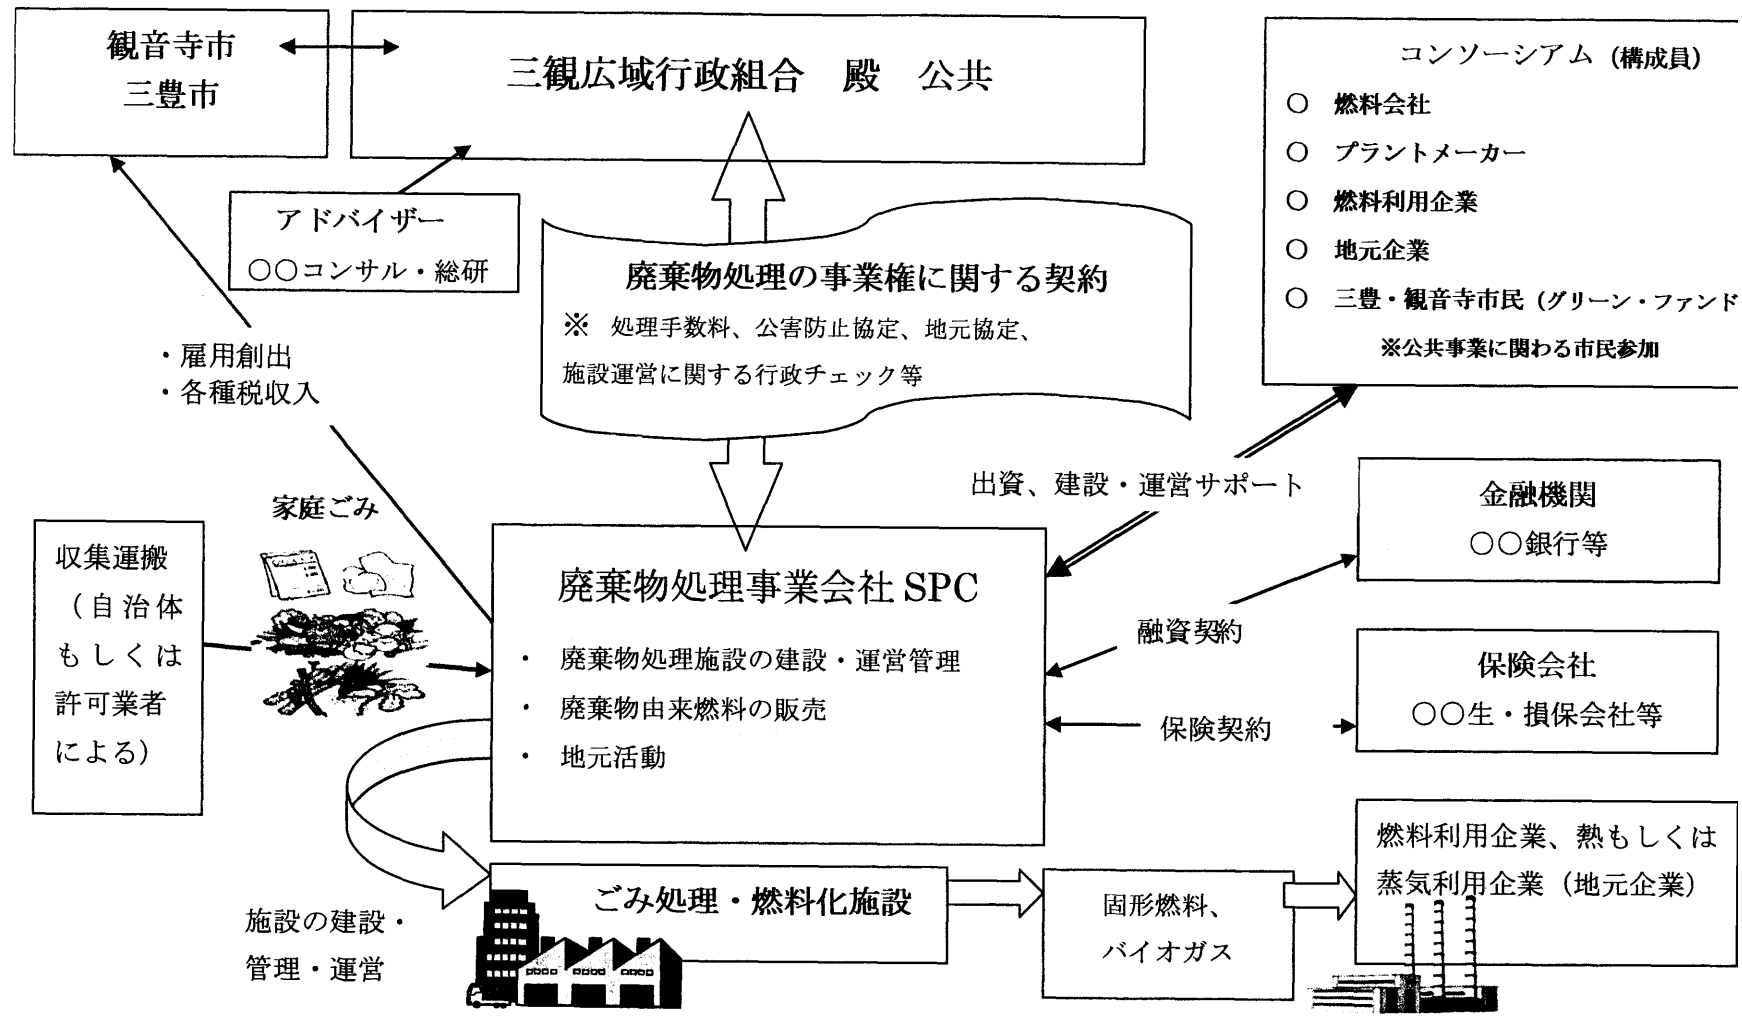 観音寺市
三豊市
三観広域行政組合 殿 公共
コンソーシアム（構成員）
○ 燃料会社
○ プラントメーカー
○ 燃料利用企業
○ 地元企業
○ 三豊・観音寺市民（グリーン・ファンド
※公共事業に関わる市民参加
アドバイザー
○○コンサル・総研
廃棄物処理の事業権に関する契約
※ 処理手数料、公害防止協定、地元協定、
施設運営に関する行政チェック等
・雇用創出
・各種税収入
出資、建設・運営サポート
金融機関
○○銀行等
家庭ごみ
収集運搬
（自治体
もしくは
許可業者
による）
廃棄物処理事業会社 SPC
・ 廃棄物処理施設の建設・運営管理
・ 廃棄物由来燃料の販売
・ 地元活動
融資契約
保険会社
○○生・損保会社等
保険契約
燃料利用企業、熱もしくは
蒸気利用企業（地元企業）
ごみ処理・燃料化施設
固形燃料、
バイオガス
施設の建設・
管理・運営